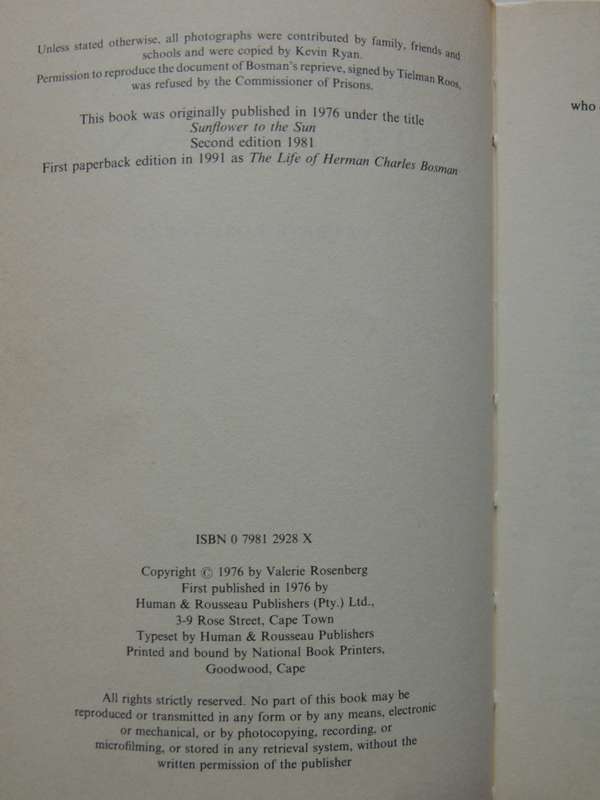 Unless stated otherwise, all photographs were contributed by family, friends and
schools and were copied by Kevin Ryan.
Permission to reproduce the document of Bosman's reprieve, signed by Tielman Roos,
was refused by the Commissioner of Prisons.
This book was originally published in 1976 under the title
Sunflower to the Sun
Second edition 1981
First paperback edition in 1991 as The Life of Herman Charles Bosman
ISBN 0 7981 2928 X
Copyright © 1976 by Valerie Rosenberg
First published in 1976 by
Human & Rousseau Publishers (Pty.) Ltd.,
3-9 Rose Street, Cape Town
Typeset by Human & Rousseau Publishers
Printed and bound by National Book Printers,
Goodwood, Cape
All rights strictly reserved. No part of this book may be
reproduced or transmitted in any form or by any means, electronic
or mechanical, or by photocopying, recording, or
microfilming, or stored in any retrieval system, without the
written permission of the publisher
who